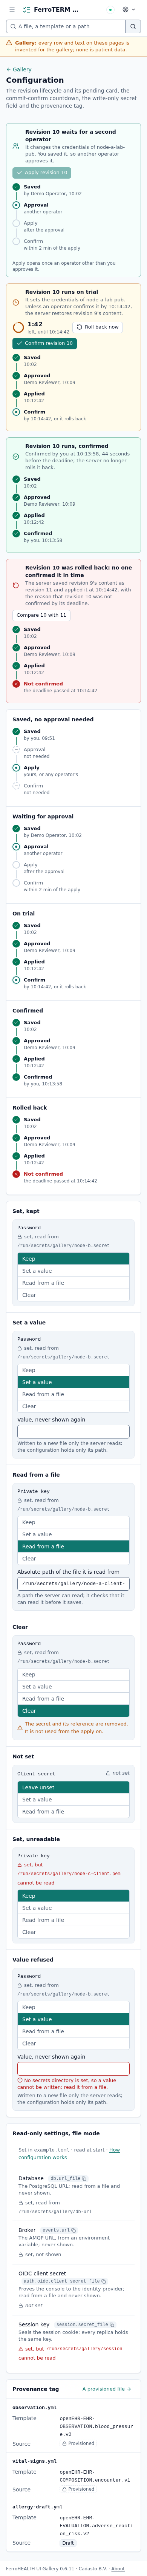 FerroTERM ...
A file, a template or a path
Gallery: every row and text on these pages is invented for the gallery: none is patient data.
← Gallery
Configuration
The revision lifecycle and its pending card, the commit-confirm countdown, the write-only secret field and the provenance tag.
Revision 10 waits for a second operator
It changes the credentials of node-a-lab-pub. You saved it, so another operator approves it.
Apply revision 10
Saved
by Demo Operator, 10:02
Approval
another operator
Apply
after the approval
Confirm
within 2 min of the apply
Apply opens once an operator other than you approves it.
Revision 10 runs on trial
It sets the credentials of node-a-lab-pub. Unless an operator confirms it by 10:14:42, the server restores revision 9's content.
1:42
left, until 10:14:42
Roll back now
Confirm revision 10
Saved
10:02
Approved
Demo Reviewer, 10:09
Applied
10:12:42
Confirm
by 10:14:42, or it rolls back
Revision 10 runs, confirmed
Confirmed by you at 10:13:58, 44 seconds before the deadline; the server no longer rolls it back.
Saved
10:02
Approved
Demo Reviewer, 10:09
Applied
10:12:42
Confirmed
by you, 10:13:58
Revision 10 was rolled back: no one confirmed it in time
The server saved revision 9's content as revision 11 and applied it at 10:14:42, with the reason that revision 10 was not confirmed by its deadline.
Compare 10 with 11
Saved
10:02
Approved
Demo Reviewer, 10:09
Applied
10:12:42
Not confirmed
the deadline passed at 10:14:42
Saved, no approval needed
Saved
by you, 09:51
Approval
not needed
Apply
yours, or any operator's
Confirm
not needed
Waiting for approval
Saved
by Demo Operator, 10:02
Approval
another operator
Apply
after the approval
Confirm
within 2 min of the apply
On trial
Saved
10:02
Approved
Demo Reviewer, 10:09
Applied
10:12:42
Confirm
by 10:14:42, or it rolls back
Confirmed
Saved
10:02
Approved
Demo Reviewer, 10:09
Applied
10:12:42
Confirmed
by you, 10:13:58
Rolled back
Saved
10:02
Approved
Demo Reviewer, 10:09
Applied
10:12:42
Not confirmed
the deadline passed at 10:14:42
Set, kept
Password
set, read from
/run/secrets/gallery/node-b.secret
Keep
Set a value
Read from a file
Clear
Set a value
Password
set, read from
/run/secrets/gallery/node-b.secret
Keep
Set a value
Read from a file
Clear
Value, never shown again
Written to a new file only the server reads; the configuration holds only its path.
Read from a file
Private key
set, read from
/run/secrets/gallery/node-b.secret
Keep
Set a value
Read from a file
Clear
Absolute path of the file it is read from
/run/secrets/gallery/node-a-client-
A path the server can read; it checks that it can read it before it saves.
Clear
Password
set, read from
/run/secrets/gallery/node-b.secret
Keep
Set a value
Read from a file
Clear
The secret and its reference are removed. It is not used from the apply on.
Not set
Client secret
not set
Leave unset
Set a value
Read from a file
Set, unreadable
Private key
set, but
/run/secrets/gallery/node-c-client.pem
cannot be read
Keep
Set a value
Read from a file
Clear
Value refused
Password
set, read from
/run/secrets/gallery/node-b.secret
Keep
Set a value
Read from a file
Clear
Value, never shown again
No secrets directory is set, so a value cannot be written: read it from a file.
Written to a new file only the server reads; the configuration holds only its path.
Read-only settings, file mode
Set in example.toml · read at start · How configuration works
Database db.url_file
The PostgreSQL URL, read from a file and never shown.
set, read from
/run/secrets/gallery/db-url
Broker events.url
The AMQP URL, from an environment variable; never shown.
set, not shown
OIDC client secret
auth.oidc.client_secret_file
Proves the console to the identity provider; read from a file and never shown.
not set
Session key session.secret_file
Seals the session cookie; every replica holds the same key.
set, but /run/secrets/gallery/session
cannot be read
Provenance tag
A provisioned file →
observation.yml
Template
openEHR-EHR-OBSERVATION.blood_pressure.v2
Source
Provisioned
vital-signs.yml
Template
openEHR-EHR-COMPOSITION.encounter.v1
Source
Provisioned
allergy-draft.yml
Template
openEHR-EHR-EVALUATION.adverse_reaction_risk.v2
Source
Draft
FerroHEALTH UI Gallery 0.6.11 · Cadasto B.V. · About